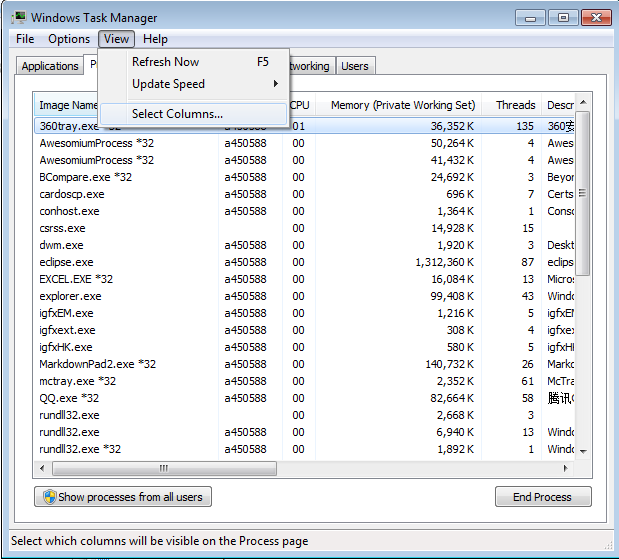 Windows Task Manager
File Options View Help
Refresh Now F5
Update Speed
Select Columns...
Applications P tworking Users
Image Name CPU Memory (Private Working Set) Threads Descr
360tray.exe *32 01 36,352 K 135 360安
AwesomiumProcess *32 a450588 00 50,264 K 4 Awes
AwesomiumProcess *32 a450588 00 41,432 K 4 Awes
BCompare.exe *32 a450588 00 24,692 K 3 Beyor
cardoscp.exe a450588 00 696 K 7 Certs
conhost.exe a450588 00 1,364 K 1 Consc
csrss.exe 00 14,928 K 15
dwm.exe a450588 00 1,920 K 3 Deskt
eclipse.exe a450588 00 1,312,360 K 87 eclips
EXCEL.EXE *32 a450588 00 16,084 K 13 Micros
explorer.exe a450588 00 99,408 K 43 Windc
igfxEM.exe a450588 00 1,216 K 5 igfxEM
igfxext.exe a450588 00 308 K 4 igfxex
igfxHK.exe a450588 00 580 K 5 igfxHK
MarkdownPad2.exe *32 a450588 00 140,732 K 26 Markd
mctray.exe *32 a450588 00 2,352 K 61 McTra
QQ.exe *32 a450588 00 82,664 K 58 腾讯Q
rundll32.exe 00 2,668 K 3
rundll32.exe a450588 00 6,940 K 13 Windc
rundll32.exe *32 a450588 00 1,892 K 1 Windc
Show processes from all users End Process
Select which columns will be visible on the Process page